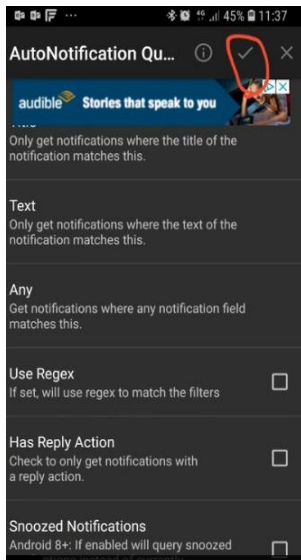 45% 11:37
AutoNotification Qu...
audible Stories that speak to you
Title
Only get notifications where the title of the
notification matches this.
Text
Only get notifications where the text of the
notification matches this.
Any
Get notifications where any notification field
matches this.
Use Regex
If set, will use regex to match the filters
Has Reply Action
Check to only get notifications with
a reply action.
Snoozed Notifications
Android 8+: If enabled will query snoozed